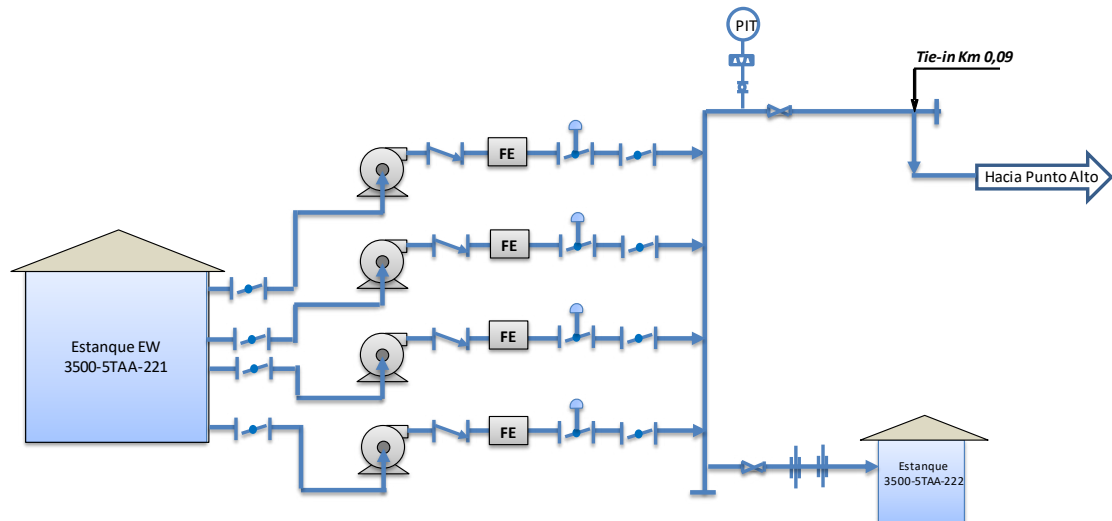 PIT
Tie-in Km 0,09
FE
Hacia Punto Alto
FE
Estanque EW
3500-5TAA-221
FE
FE
Estanque
3500-5TAA-222